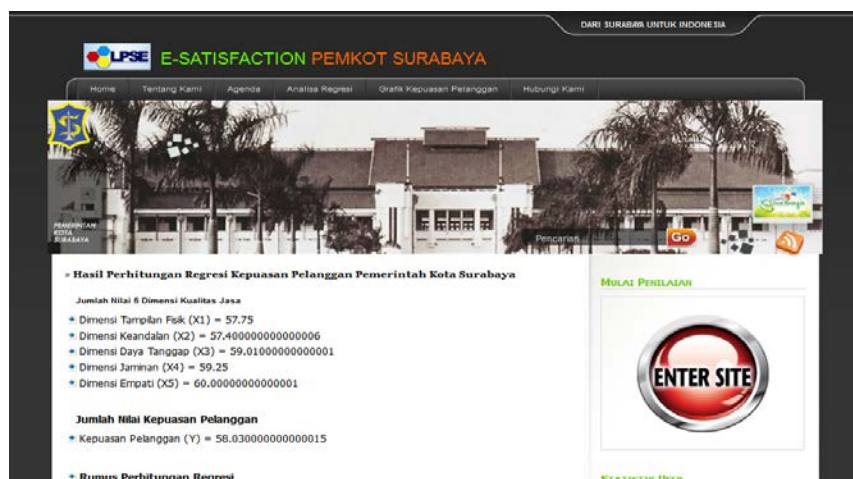 DARI SURABAYA UNTUK INDONESIA
LPSE E-SATISFACTION PEMKOT SURABAYA
Home Tentang Kami Agenda Analisa Regresi Grafik Kepuasan Pelanggan Hubungi Kami
PEMERINTAH
KOTA
SURABAYA
Pencarian Go
» Hasil Perhitungan Regresi Kepuasan Pelanggan Pemerintah Kota Surabaya
MULAI PENILAIAN
Jumlah Nilai 6 Dimensi Kualitas Jasa
Dimensi Tampilan Fisik (X1) = 57.75
Dimensi Keandalan (X2) = 57.400000000000006
Dimensi Daya Tanggap (X3) = 59.01000000000001
Dimensi Jaminan (X4) = 59.25
Dimensi Empati (X5) = 60.00000000000001
ENTER SITE
Jumlah Nilai Kepuasan Pelanggan
Kepuasan Pelanggan (Y) = 58.030000000000015
Rumus Perhitungan Regresi